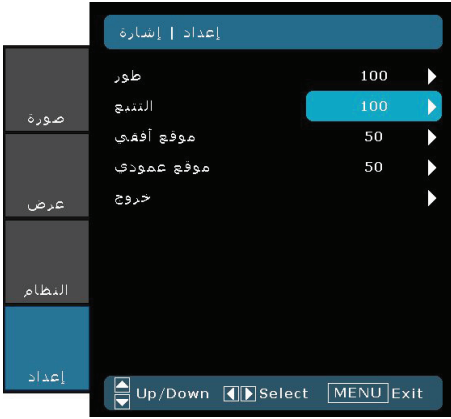 إعداد | إشارة
طور 100
التتبع 100
موقع أفقي 50
موقع عمودي 50
خروج
صورة
عرض
النظام
إعداد
Up/Down Select MENU Exit